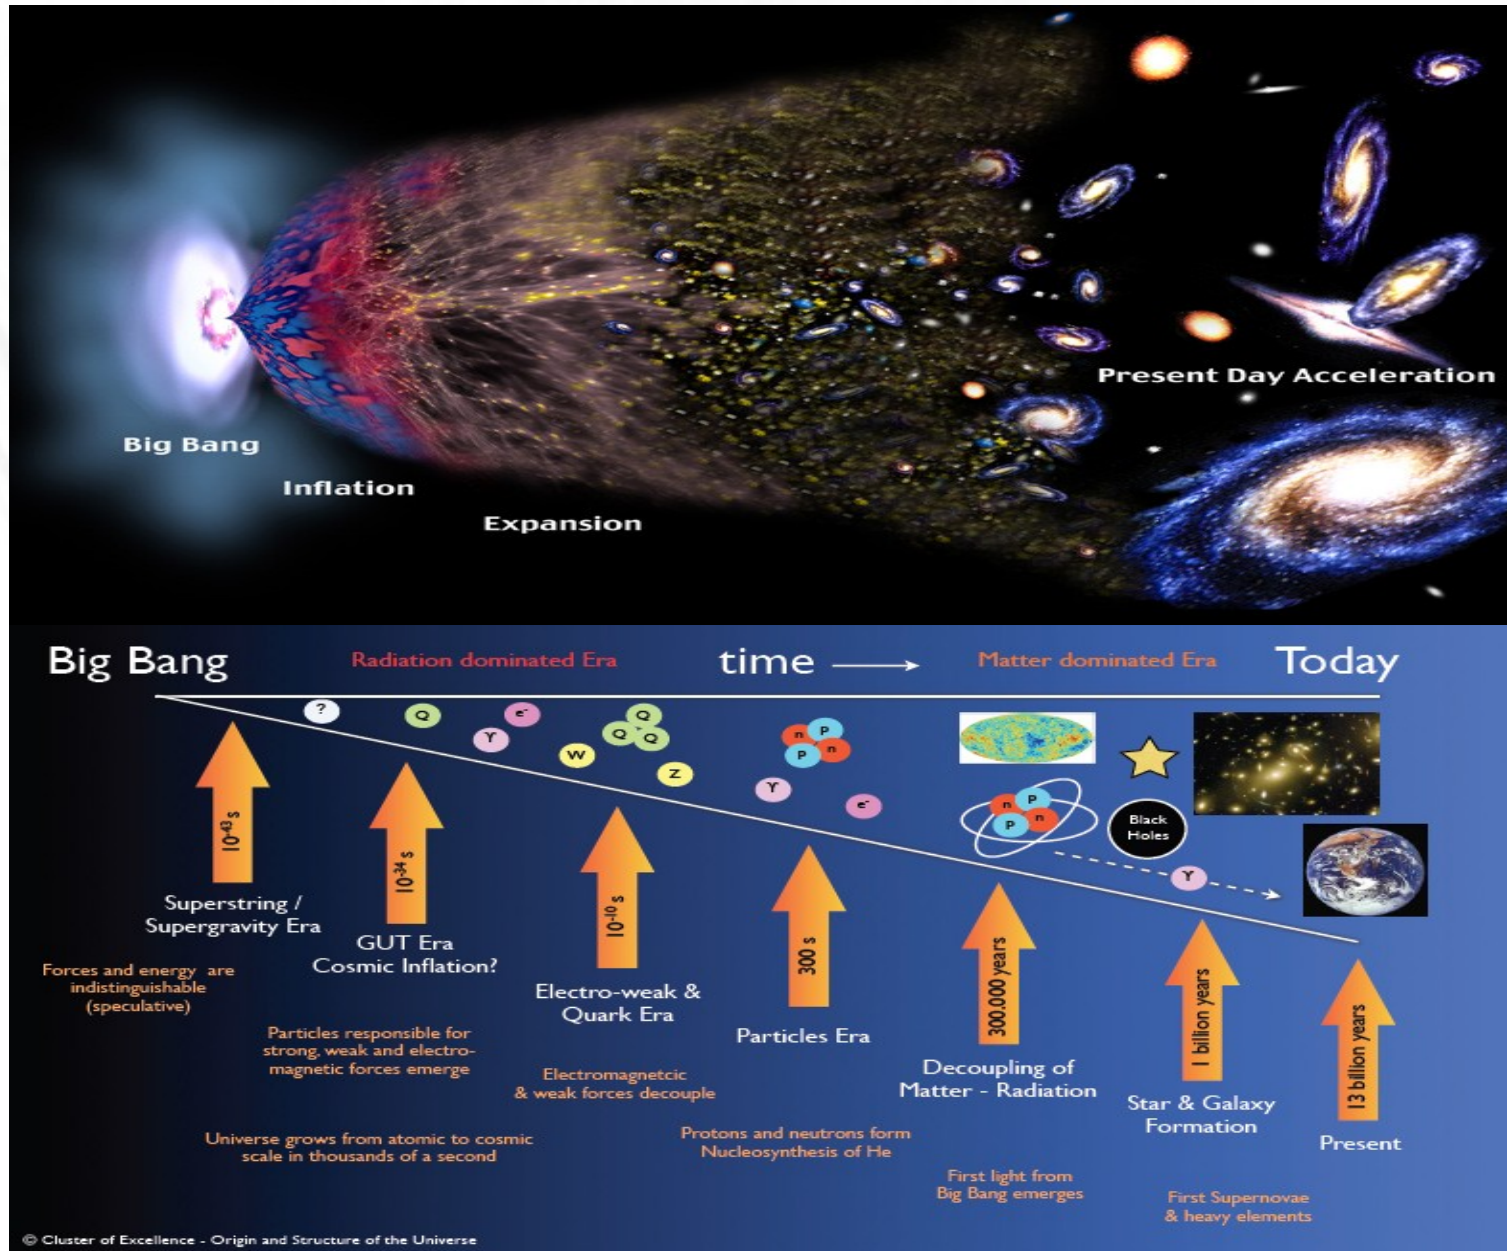 Big Bang
Inflation
Expansion
Present Day Acceleration
Big Bang
Radiation dominated Era
time
Matter dominated Era
Today
?
Q
e-
ϒ
W
Q
Q
Q
Z
n
P
P
n
ϒ
e-
n
P
P
n
Black
Holes
ϒ
10-43 s
Superstring /
Supergravity Era
Forces and energy are
indistinguishable
(speculative)
10-34 s
GUT Era
Cosmic Inflation?
Particles responsible for
strong, weak and electro-
magnetic forces emerge
Universe grows from atomic to cosmic
scale in thousands of a second
10-10 s
Electro-weak &
Quark Era
Electromagnetcic
& weak forces decouple
300 s
Particles Era
Protons and neutrons form
Nucleosynthesis of He
300.000 years
Decoupling of
Matter - Radiation
First light from
Big Bang emerges
1 billion years
Star & Galaxy
Formation
First Supernovae
& heavy elements
13 billion years
Present
© Cluster of Excellence - Origin and Structure of the Universe